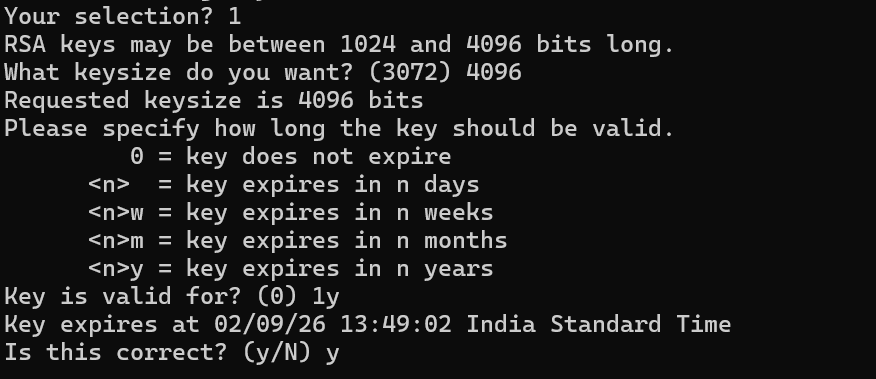 Your selection? 1
RSA keys may be between 1024 and 4096 bits long.
What keysize do you want? (3072) 4096
Requested keysize is 4096 bits
Please specify how long the key should be valid.
         0 = key does not expire
      <n>  = key expires in n days
      <n>w = key expires in n weeks
      <n>m = key expires in n months
      <n>y = key expires in n years
Key is valid for? (0) 1y
Key expires at 02/09/26 13:49:02 India Standard Time
Is this correct? (y/N) y